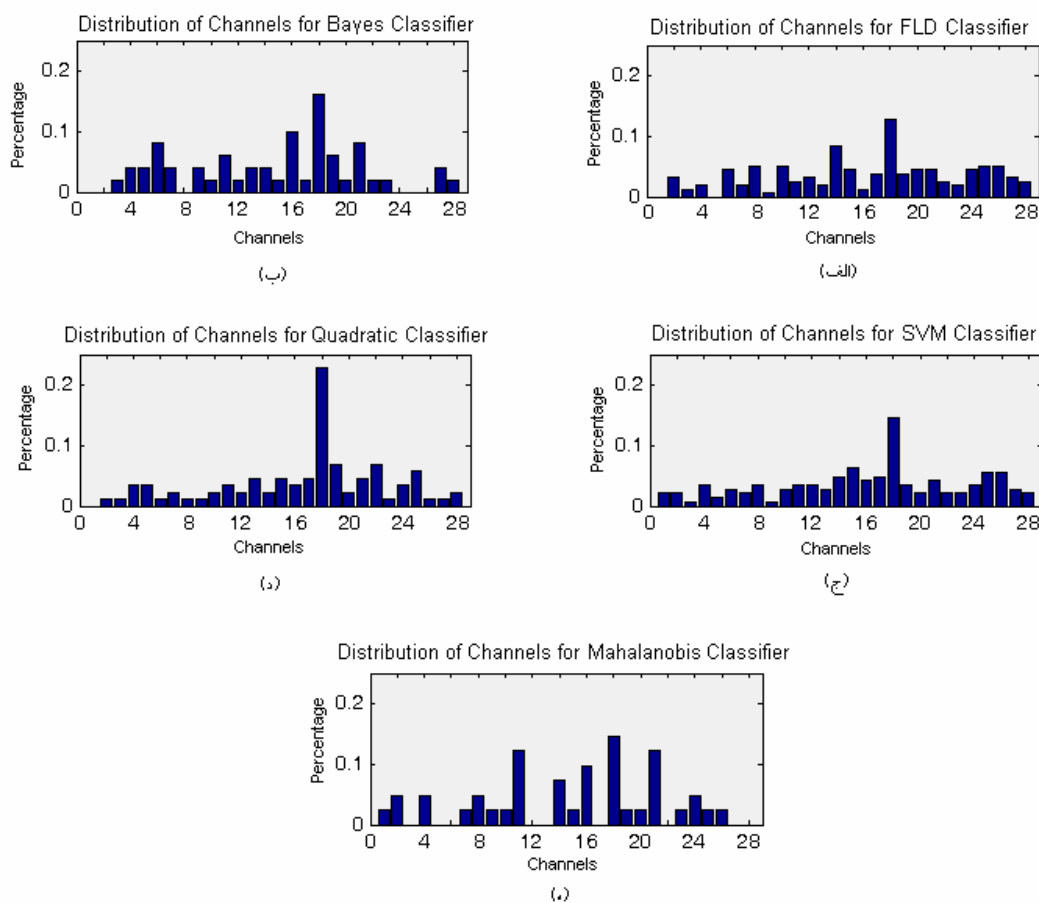 Distribution of Channels for Bayes Classifier
Percentage
0.2
0.1
0
0 4 8 12 16 20 24 28
Channels
(ب)
Distribution of Channels for FLD Classifier
Percentage
0.2
0.1
0
0 4 8 12 16 20 24 28
Channels
(الف)
Distribution of Channels for Quadratic Classifier
Percentage
0.2
0.1
0
0 4 8 12 16 20 24 28
Channels
(د)
Distribution of Channels for SVM Classifier
Percentage
0.2
0.1
0
0 4 8 12 16 20 24 28
Channels
(ج)
Distribution of Channels for Mahalanobis Classifier
Percentage
0.2
0.1
0
0 4 8 12 16 20 24 28
Channels
(ه)